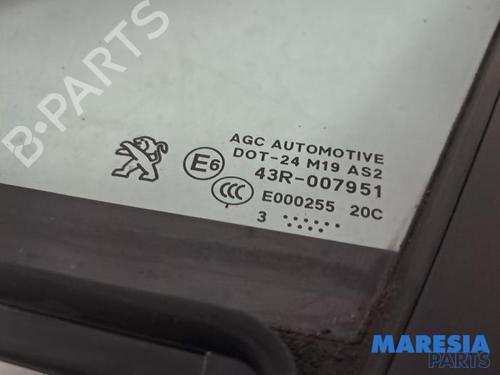 B-PARTS
AGC AUTOMOTIVE
DOT-24 M19 AS2
E6
43R-007951
CCC
E000255 20C
3
MARESIA
PARTS